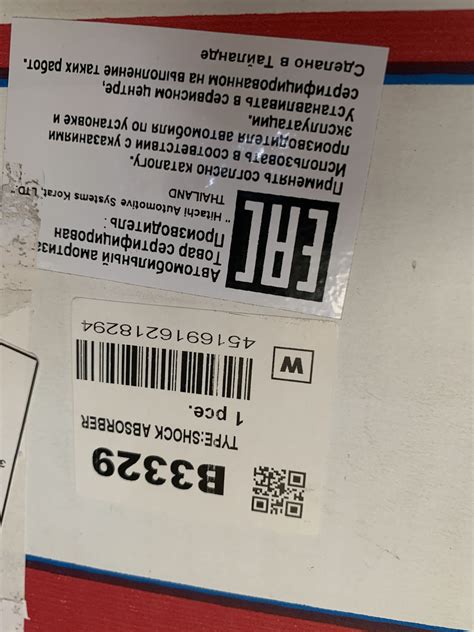 B3329
TYPE:SHOCK ABSORBER
1 pce.
W
4516916218294
Автомобильный амортиза
Товар сертифицирован
Производитель:
" Hitachi Automotive Systems Korat, LTD."
THAILAND
EAC
Применять согласно каталогу.
Использовать в соответствии с указаниями
производителя автомобиля по установке и
эксплуатации.
Устанавливать в сервисном центре,
сертифицированном на выполнение таких работ.
Сделано в Тайланде